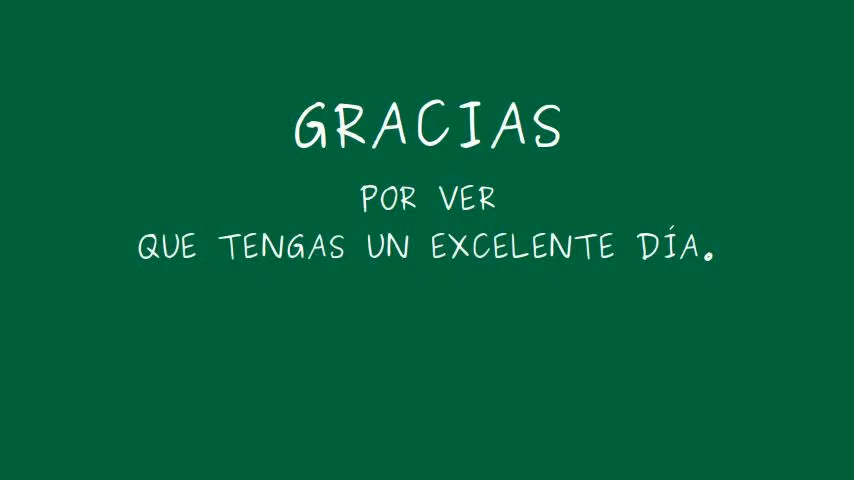 GRACIAS
POR VER
QUE TENGAS UN EXCELENTE DÍA.